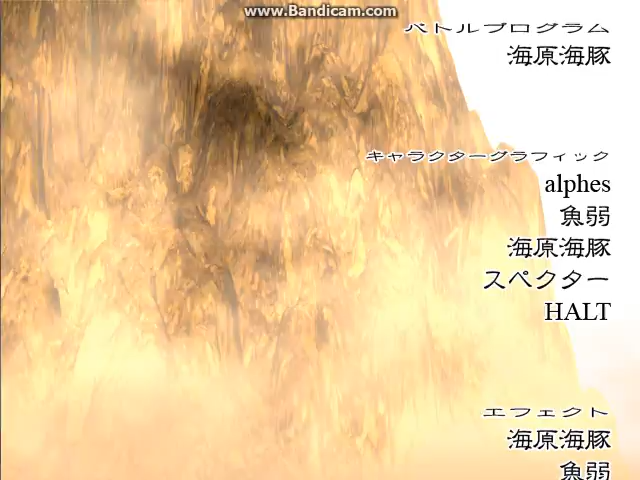 www.Bandicam.com
バトルプログラム
海原海豚
キャラクターグラフィック
alphes
魚弱
海原海豚
スペクター
HALT
エフェクト
海原海豚
魚弱